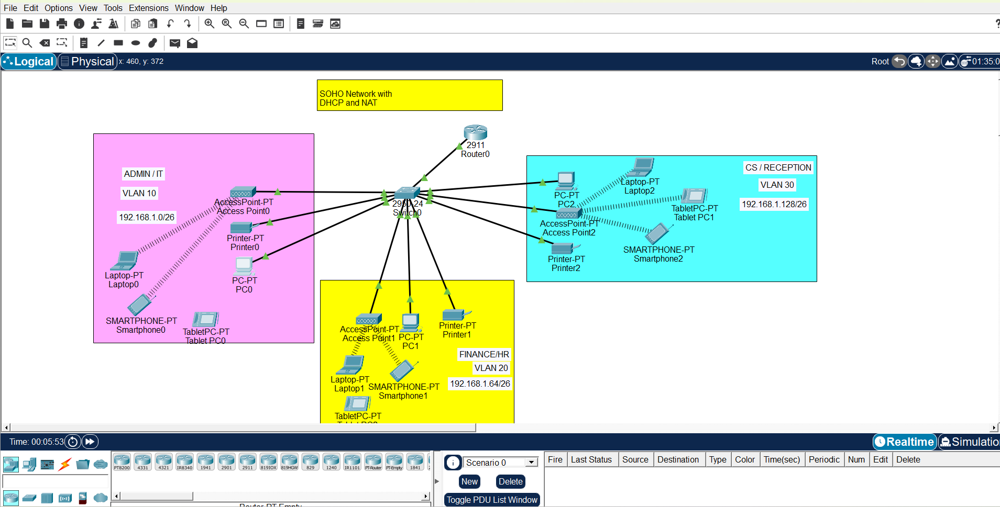 File Edit Options View Tools Extensions Window Help
Logical Physical x: 460, y: 372 Root 01:35:0
SOHO Network with
DHCP and NAT
2911
Router0
ADMIN / IT
VLAN 10
192.168.1.0/26
AccessPoint-PT
Access Point0
Printer-PT
Printer0
Laptop-PT
Laptop0
PC-PT
PC0
SMARTPHONE-PT
Smartphone0
TabletPC-PT
Tablet PC0
2950-24
Switch0
CS / RECEPTION
VLAN 30
192.168.1.128/26
Laptop-PT
Laptop2
PC-PT
PC2
TabletPC-PT
Tablet PC1
AccessPoint-PT
Access Point2
SMARTPHONE-PT
Smartphone2
Printer-PT
Printer2
AccessPoint-PT
Access Point1
PC-PT
PC1
Printer-PT
Printer1
FINANCE/HR
VLAN 20
192.168.1.64/26
Laptop-PT
Laptop1
SMARTPHONE-PT
Smartphone1
TabletPC-PT
Time: 00:05:53 Realtime Simulatio
PT8200 4331 4321 IR8340 1941 2901 2911 819IOX 819HGW 829 1240 IR1101 PT-Router PT-Empty 1841 2
Scenario 0
New Delete
Toggle PDU List Window
Fire Last Status Source Destination Type Color Time(sec) Periodic Num Edit Delete
Router-PT-Empty